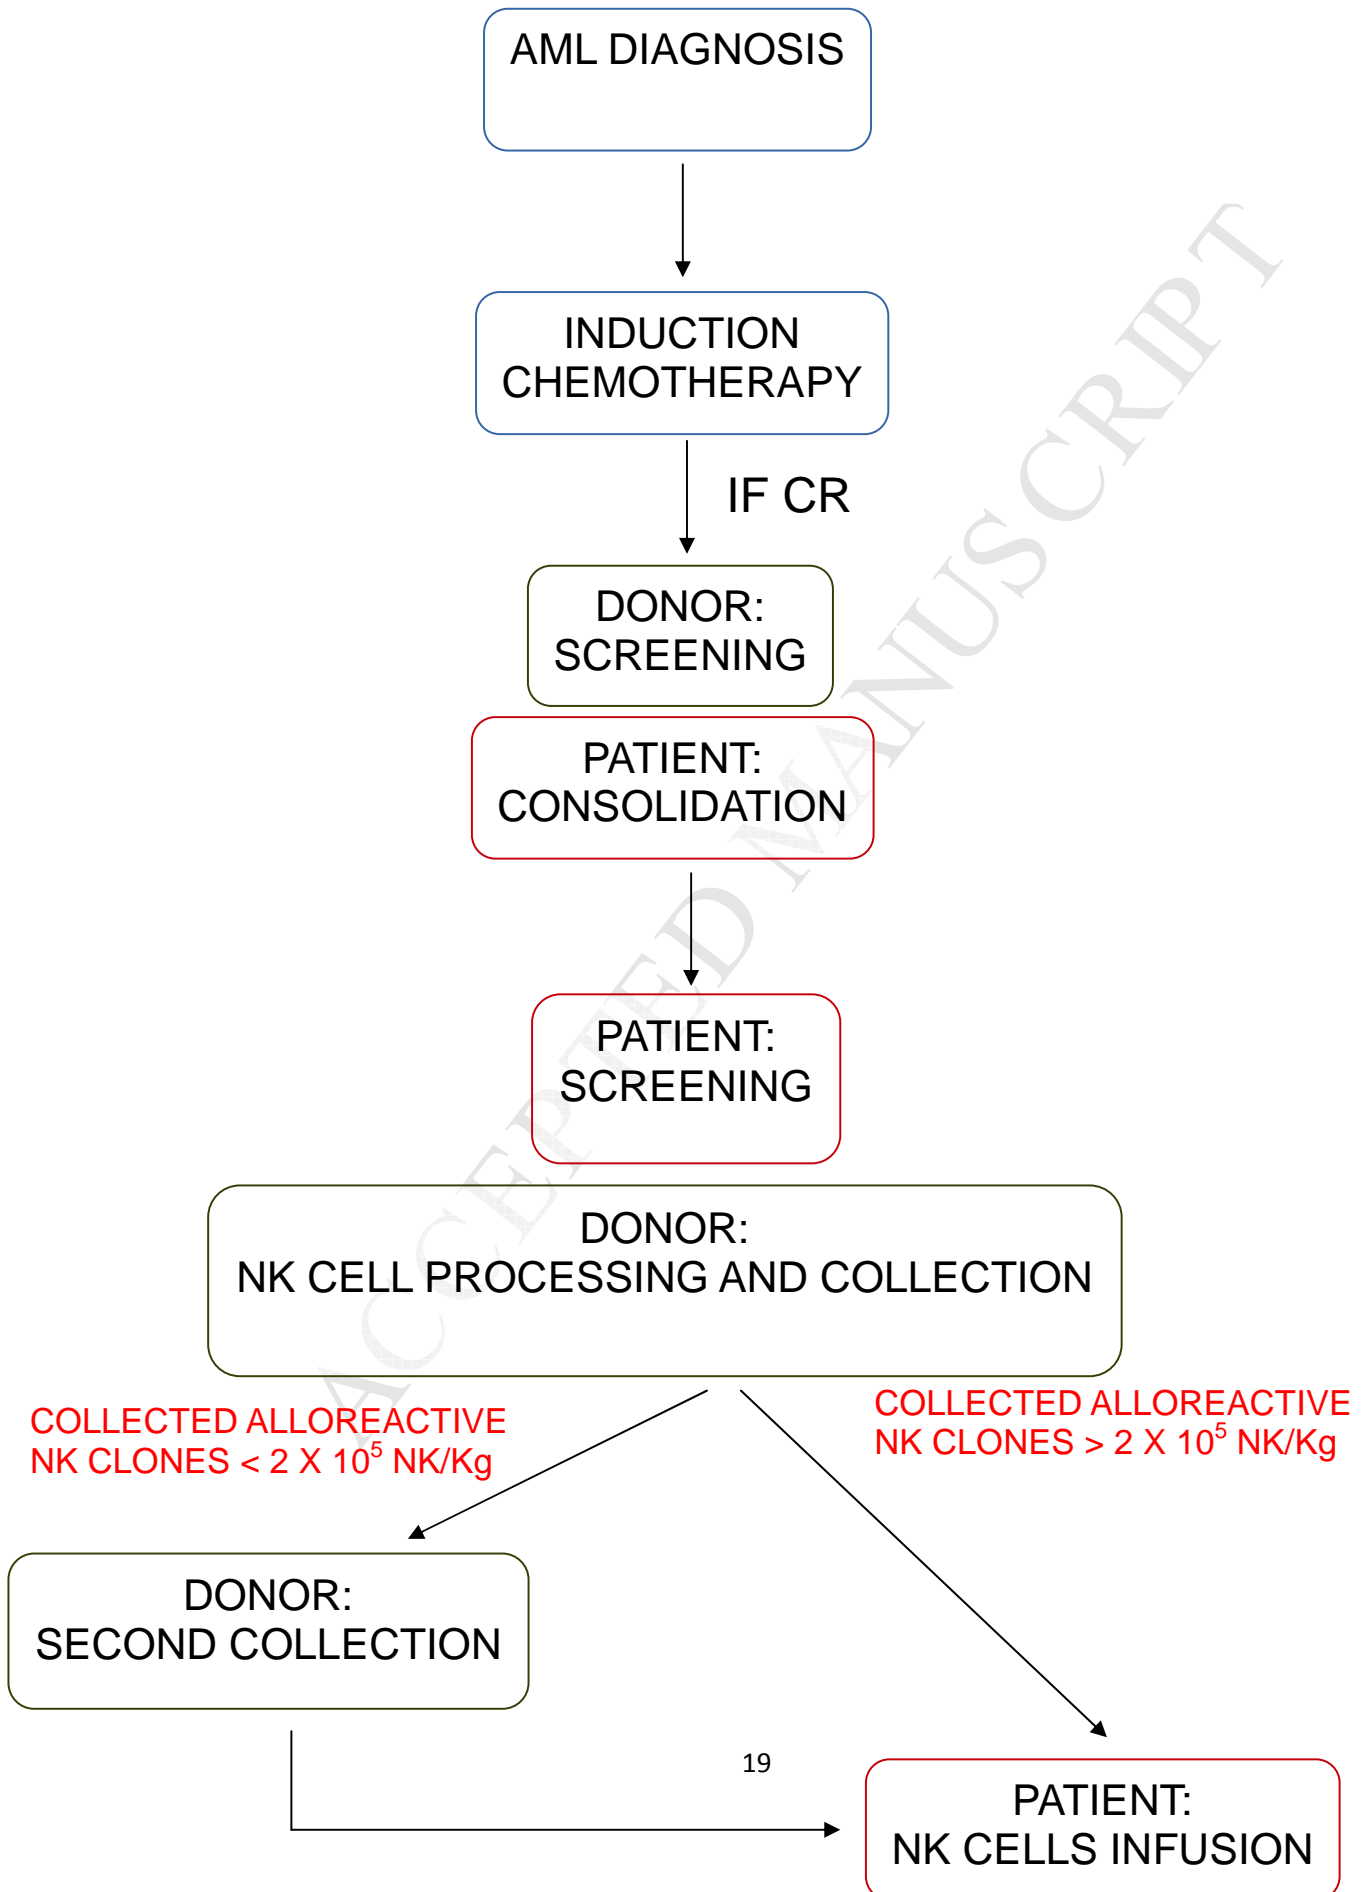 AML DIAGNOSIS
INDUCTION
CHEMOTHERAPY
IF CR
DONOR:
SCREENING
PATIENT:
CONSOLIDATION
PATIENT:
SCREENING
DONOR:
NK CELL PROCESSING AND COLLECTION
COLLECTED ALLOREACTIVE
NK CLONES < 2 X 10⁵ NK/Kg
COLLECTED ALLOREACTIVE
NK CLONES > 2 X 10⁵ NK/Kg
DONOR:
SECOND COLLECTION
19
PATIENT:
NK CELLS INFUSION
ACCEPTED MANUSCRIPT